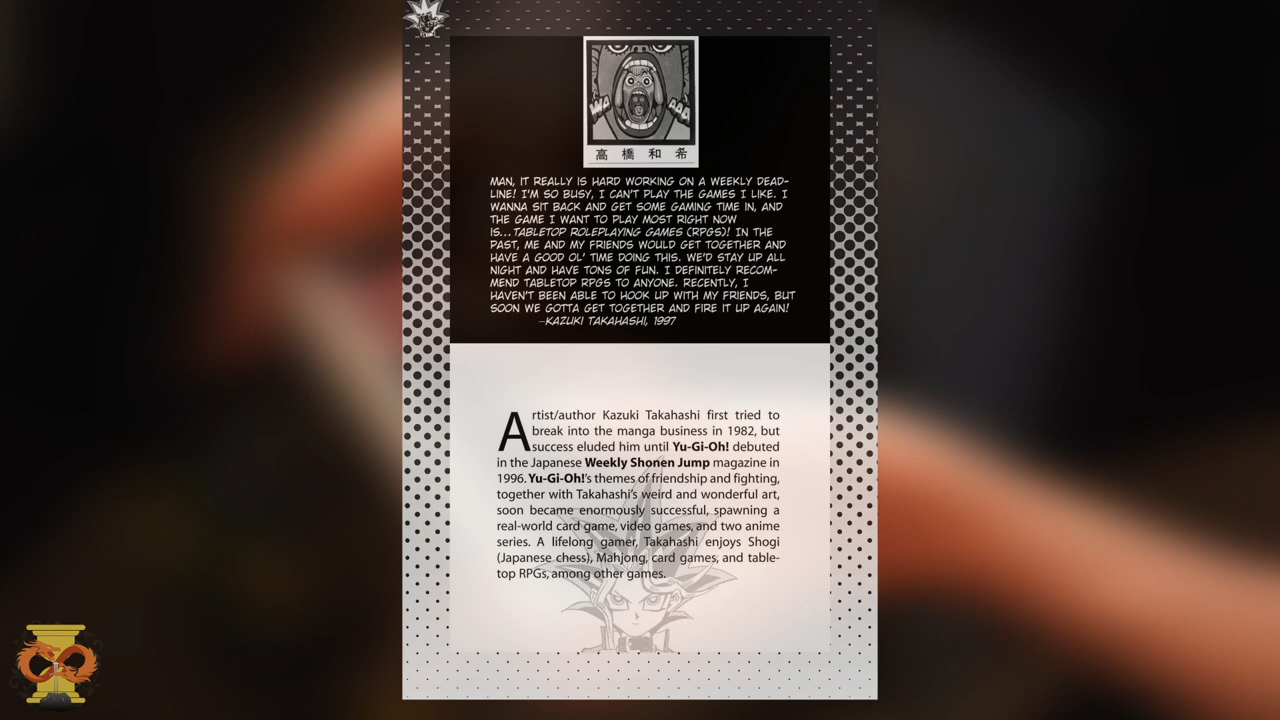 WA
AAA
高橋和希
MAN, IT REALLY IS HARD WORKING ON A WEEKLY DEAD-
LINE! I'M SO BUSY, I CAN'T PLAY THE GAMES I LIKE. I
WANNA SIT BACK AND GET SOME GAMING TIME IN, AND
THE GAME I WANT TO PLAY MOST RIGHT NOW
IS...TABLETOP ROLEPLAYING GAMES (RPGS)! IN THE
PAST, ME AND MY FRIENDS WOULD GET TOGETHER AND
HAVE A GOOD OL' TIME DOING THIS. WE'D STAY UP ALL
NIGHT AND HAVE TONS OF FUN. I DEFINITELY RECOM-
MEND TABLETOP RPGS TO ANYONE. RECENTLY, I
HAVEN'T BEEN ABLE TO HOOK UP WITH MY FRIENDS, BUT
SOON WE GOTTA GET TOGETHER AND FIRE IT UP AGAIN!
–KAZUKI TAKAHASHI, 1997
Artist/author Kazuki Takahashi first tried to
break into the manga business in 1982, but
success eluded him until Yu-Gi-Oh! debuted
in the Japanese Weekly Shonen Jump magazine in
1996. Yu-Gi-Oh!'s themes of friendship and fighting,
together with Takahashi's weird and wonderful art,
soon became enormously successful, spawning a
real-world card game, video games, and two anime
series. A lifelong gamer, Takahashi enjoys Shogi
(Japanese chess), Mahjong, card games, and table-
top RPGs, among other games.